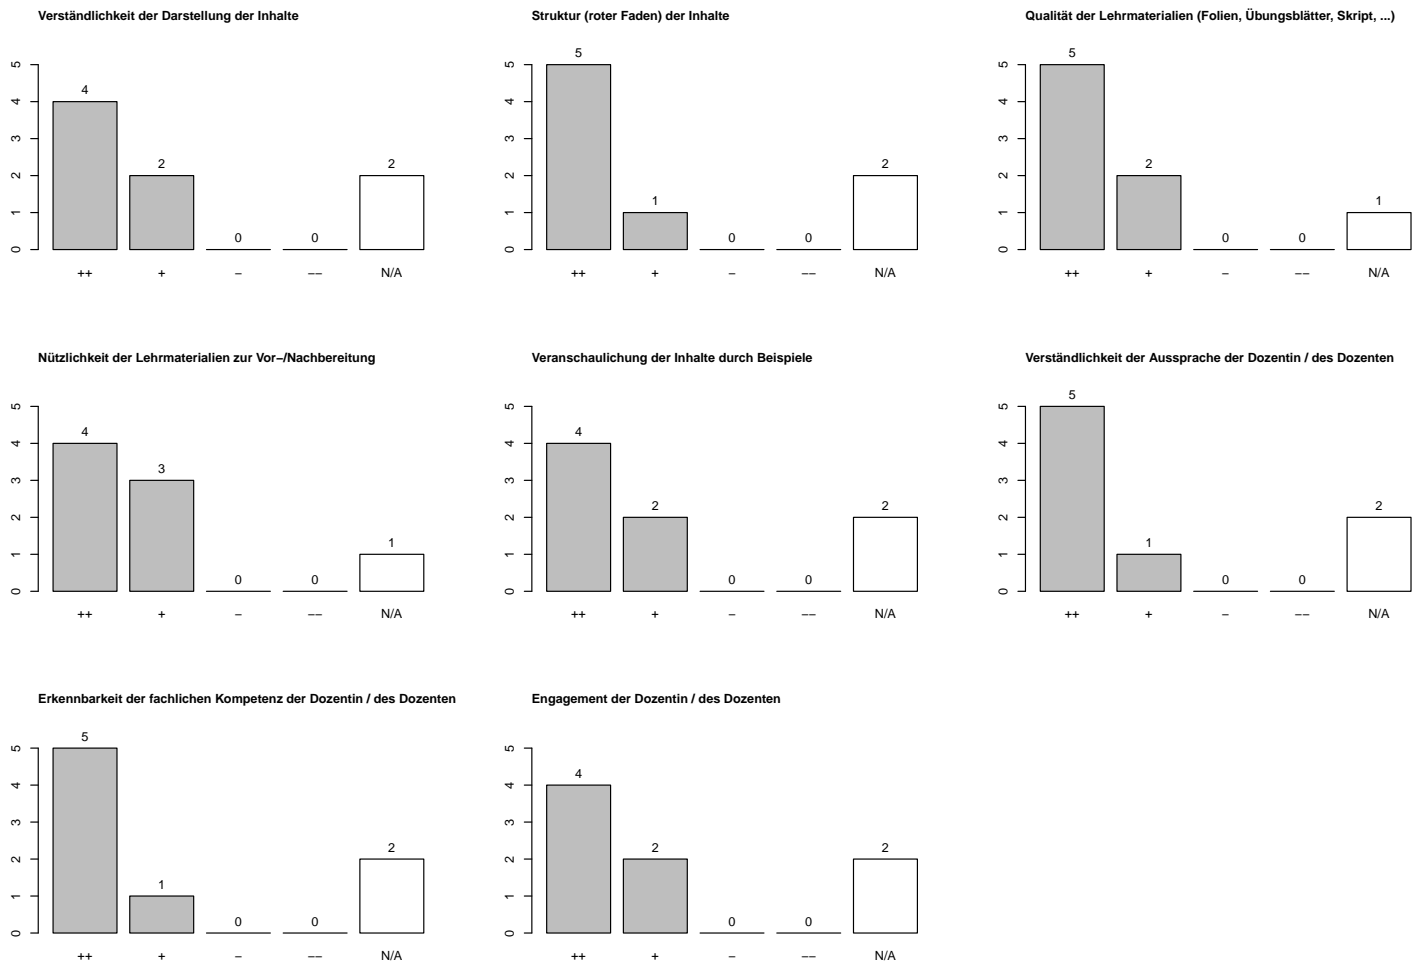 Verständlichkeit der Darstellung der Inhalte
4
2
0
0
2
0 1 2 3 4 5
++ + − −− N/A
Struktur (roter Faden) der Inhalte
5
1
0
0
2
0 1 2 3 4 5
++ + − −− N/A
Qualität der Lehrmaterialien (Folien, Übungsblätter, Skript, ...)
5
2
0
0
1
0 1 2 3 4 5
++ + − −− N/A
Nützlichkeit der Lehrmaterialien zur Vor−/Nachbereitung
4
3
0
0
1
0 1 2 3 4 5
++ + − −− N/A
Veranschaulichung der Inhalte durch Beispiele
4
2
0
0
2
0 1 2 3 4 5
++ + − −− N/A
Verständlichkeit der Aussprache der Dozentin / des Dozenten
5
1
0
0
2
0 1 2 3 4 5
++ + − −− N/A
Erkennbarkeit der fachlichen Kompetenz der Dozentin / des Dozenten
5
1
0
0
2
0 1 2 3 4 5
++ + − −− N/A
Engagement der Dozentin / des Dozenten
4
2
0
0
2
0 1 2 3 4 5
++ + − −− N/A